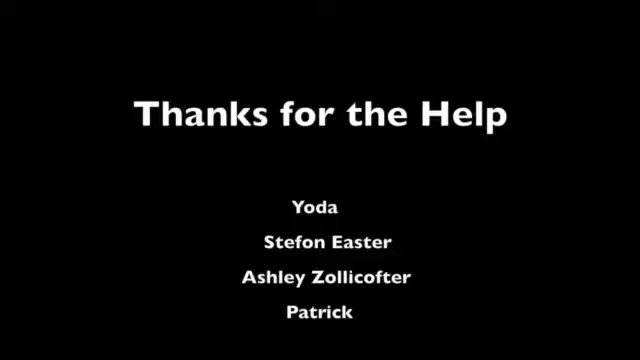 Thanks for the Help
Yoda
Stefon Easter
Ashley Zollicofter
Patrick